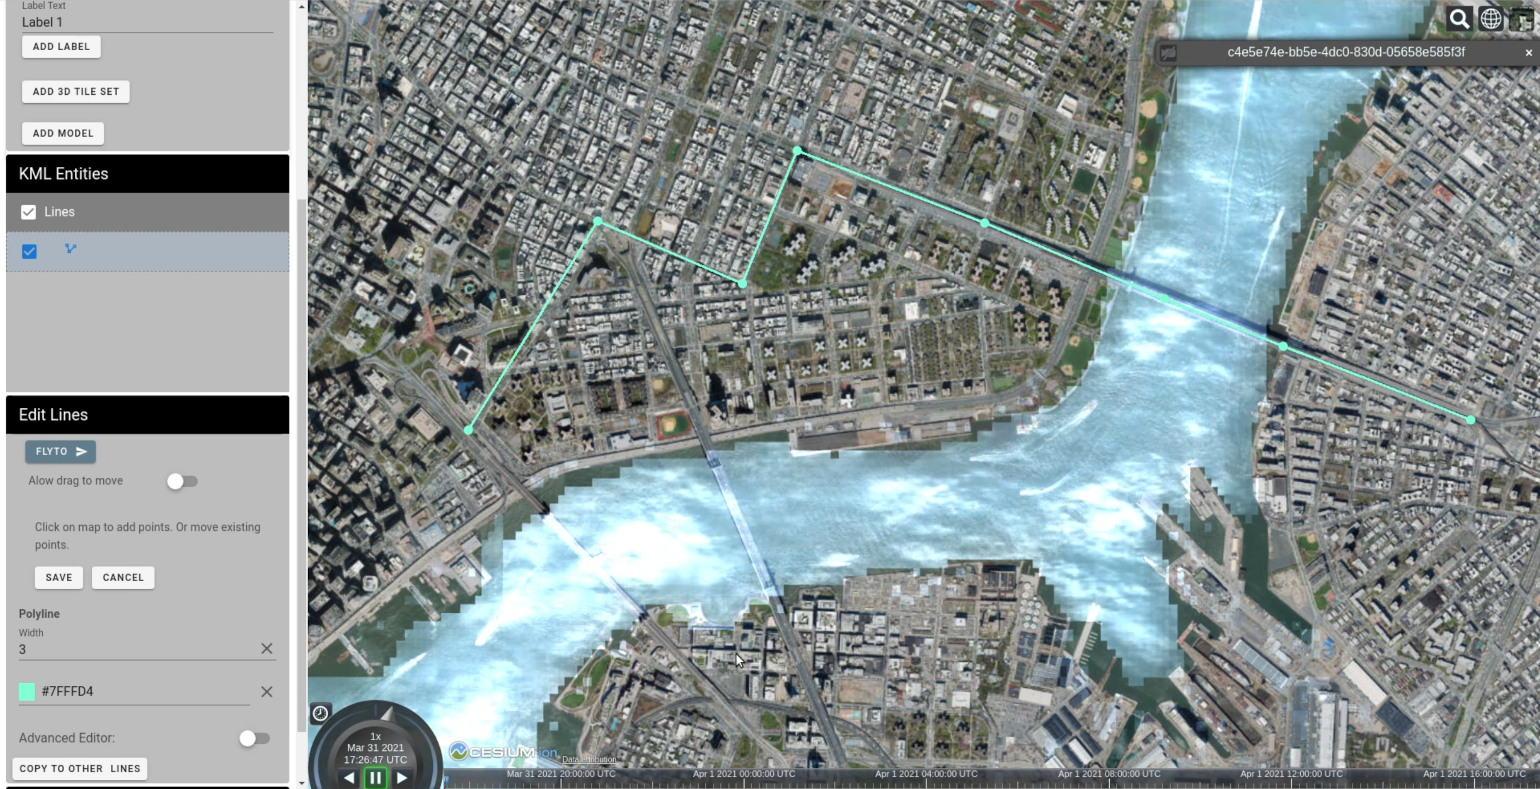 Label Text
Label 1
ADD LABEL
ADD 3D TILE SET
ADD MODEL
KML Entities
Lines
Edit Lines
FLYTO
Alow drag to move
Click on map to add points. Or move existing
points.
SAVE CANCEL
Polyline
Width
3
#7FFFD4
Advanced Editor:
COPY TO OTHER LINES
c4e5e74e-bb5e-4dc0-830d-05658e585f3f ×
1x
Mar 31 2021
17:26:47 UTC
CESIUM ion
Data attribution
Mar 31 2021 20:00:00 UTC Apr 1 2021 00:00:00 UTC Apr 1 2021 04:00:00 UTC Apr 1 2021 08:00:00 UTC Apr 1 2021 12:00:00 UTC Apr 1 2021 16:00:00 UTC